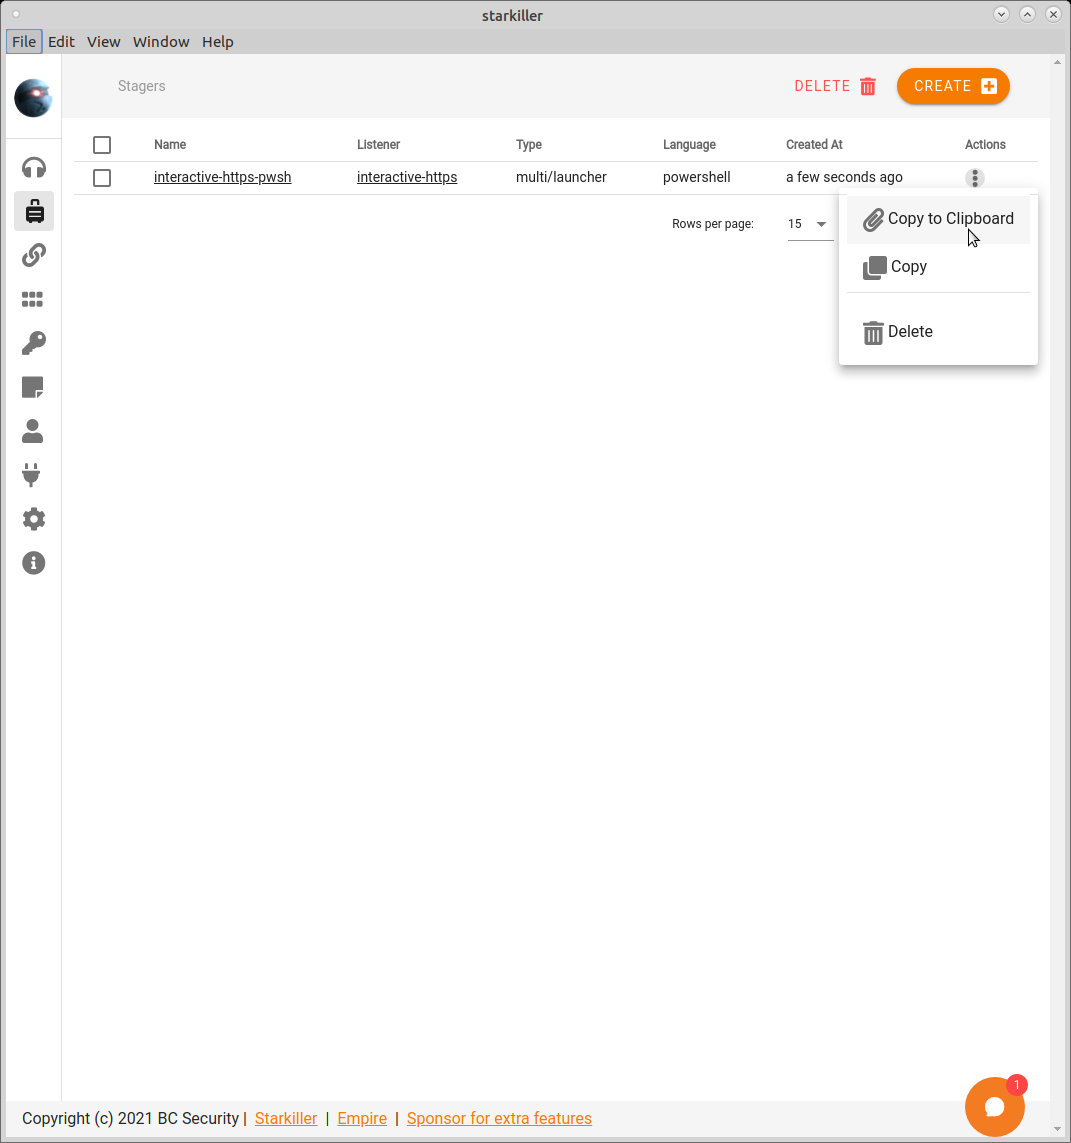 starkiller
File Edit View Window Help
Stagers DELETE CREATE
Name Listener Type Language Created At Actions
interactive-https-pwsh interactive-https multi/launcher powershell a few seconds ago
Rows per page: 15
Copy to Clipboard
Copy
Delete
1
Copyright (c) 2021 BC Security | Starkiller | Empire | Sponsor for extra features